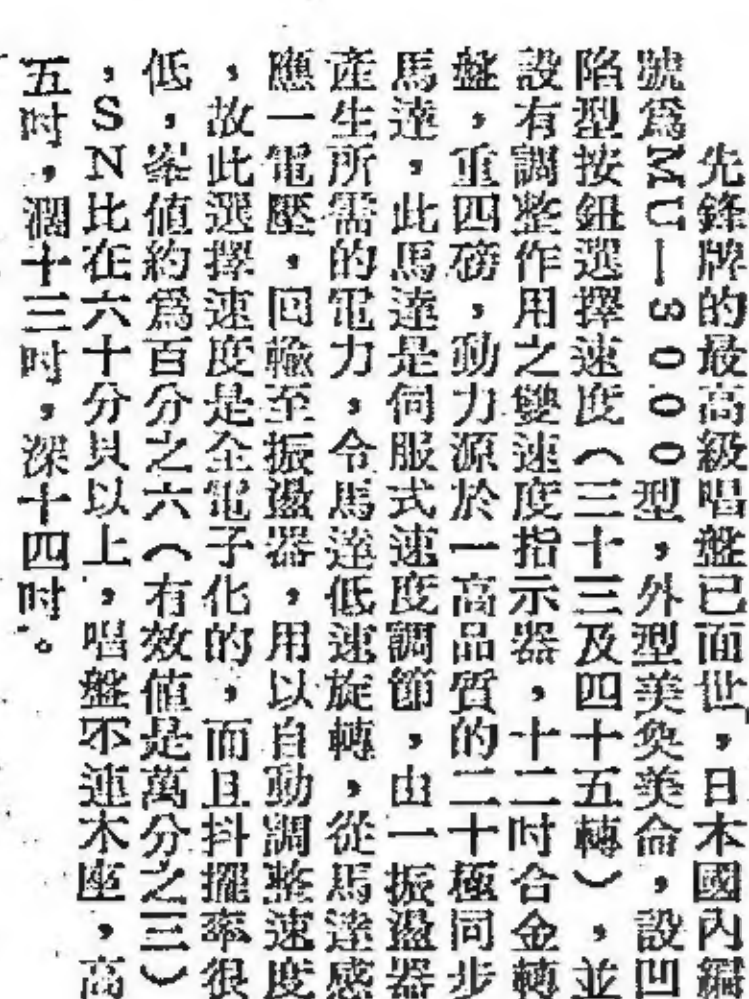 先鋒牌的最高級唱盤已面世，日本國內編
號爲MU—3000型，外型美奐美侖，設凹
陷型按鈕選擇速度（三十三及四十五轉），並
設有調整作用之變速度指示器，十二吋合金轉
盤，重四磅，動力源於一高品質的二十極同步
馬達，此馬達是伺服式速度調節，由一振盪器
產生所需的電力，令馬達低速旋轉，從馬達感
應一電壓，回輸至振盪器，用以自動調整速度
，故此選擇速度是全電子化的，而且抖擺率很
低，峯值約爲百分之六（有效值是萬分之三）
，SN比在六十分貝以上，唱盤不連木座，高
五吋，濶十三吋，深十四吋。